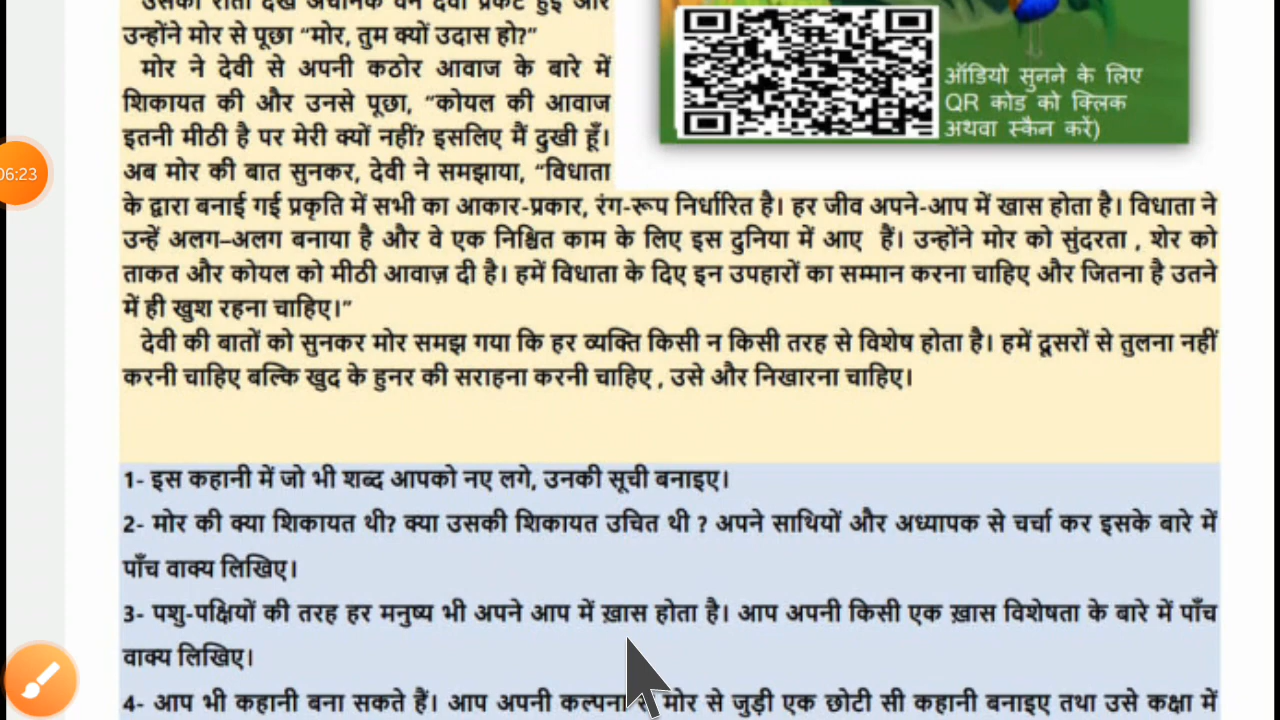 उसको रोता देख अचानक वन देवी प्रकट हुई और
उन्होंने मोर से पूछा “मोर, तुम क्यों उदास हो?”
मोर ने देवी से अपनी कठोर आवाज के बारे में
शिकायत की और उनसे पूछा, “कोयल की आवाज
इतनी मीठी है पर मेरी क्यों नहीं? इसलिए मैं दुखी हूँ।
अब मोर की बात सुनकर, देवी ने समझाया, “विधाता
ऑडियो सुनने के लिए
QR कोड को क्लिक
अथवा स्कैन करें)
के द्वारा बनाई गई प्रकृति में सभी का आकार-प्रकार, रंग-रूप निर्धारित है। हर जीव अपने-आप में खास होता है। विधाता ने
उन्हें अलग–अलग बनाया है और वे एक निश्चित काम के लिए इस दुनिया में आए हैं। उन्होंने मोर को सुंदरता , शेर को
ताकत और कोयल को मीठी आवाज़ दी है। हमें विधाता के दिए इन उपहारों का सम्मान करना चाहिए और जितना है उतने
में ही खुश रहना चाहिए।”
देवी की बातों को सुनकर मोर समझ गया कि हर व्यक्ति किसी न किसी तरह से विशेष होता है। हमें दूसरों से तुलना नहीं
करनी चाहिए बल्कि खुद के हुनर की सराहना करनी चाहिए , उसे और निखारना चाहिए।
1- इस कहानी में जो भी शब्द आपको नए लगे, उनकी सूची बनाइए।
2- मोर की क्या शिकायत थी? क्या उसकी शिकायत उचित थी ? अपने साथियों और अध्यापक से चर्चा कर इसके बारे में
पाँच वाक्य लिखिए।
3- पशु-पक्षियों की तरह हर मनुष्य भी अपने आप में ख़ास होता है। आप अपनी किसी एक ख़ास विशेषता के बारे में पाँच
वाक्य लिखिए।
4- आप भी कहानी बना सकते हैं। आप अपनी कल्पना मोर से जुड़ी एक छोटी सी कहानी बनाइए तथा उसे कक्षा में
06:23